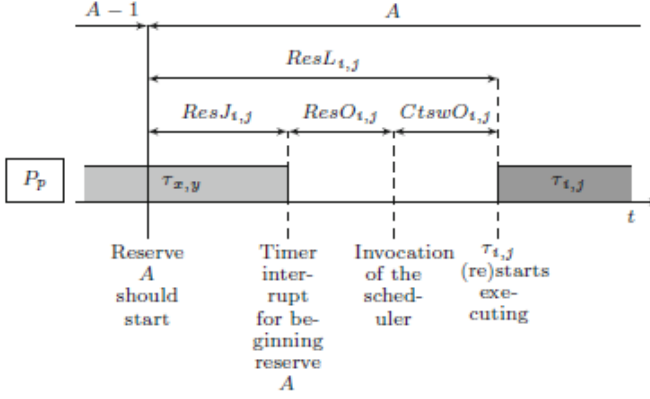 A − 1
A
ResL_{i,j}
ResJ_{i,j}
ResO_{i,j}
CtswO_{i,j}
P_p
τ_{x,y}
τ_{i,j}
t
Reserve
A
should
start
Timer
inter-
rupt
for be-
ginning
reserve
A
Invocation
of the
sched-
uler
τ_{i,j}
(re)starts
exe-
cuting